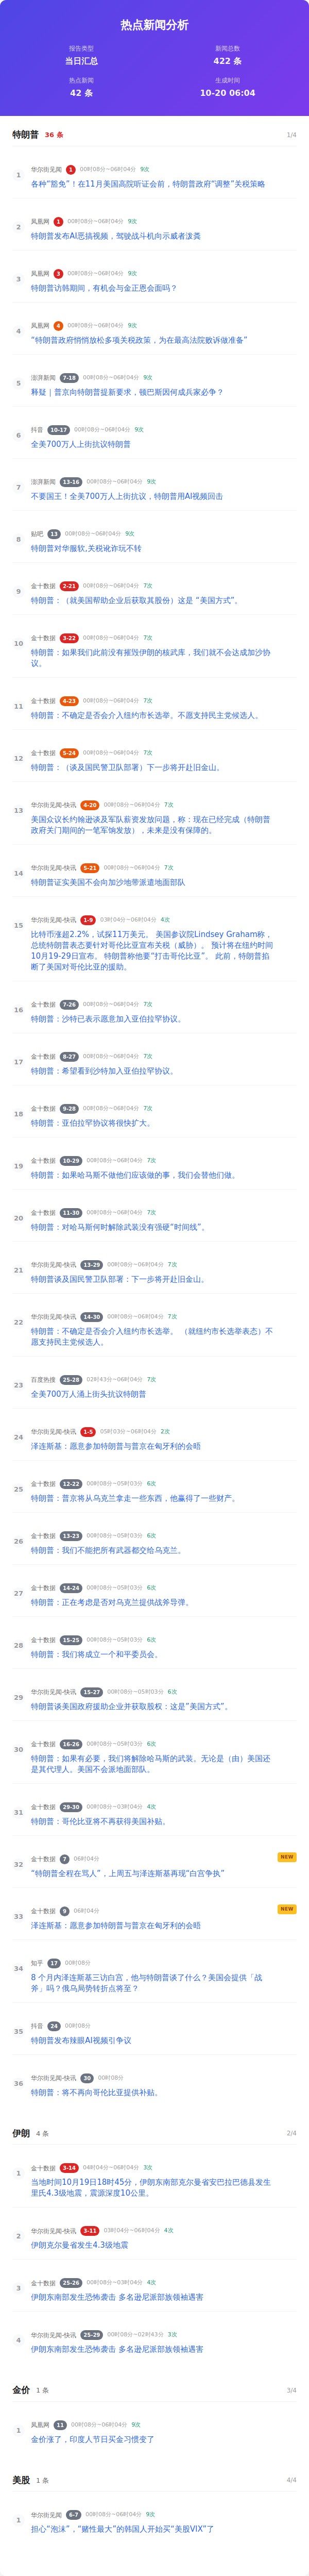 热点新闻分析
报告类型
当日汇总
新闻总数
422 条
热点新闻
42 条
生成时间
10-20 06:04
特朗普 36 条 1/4
1
华尔街见闻 1 00时08分~06时04分 9次
各种“豁免”！在11月美国高院听证会前，特朗普政府“调整”关税策略
2
凤凰网 1 00时08分~06时04分 9次
特朗普发布AI恶搞视频，驾驶战斗机向示威者泼粪
3
凤凰网 3 00时08分~06时04分 9次
特朗普访韩期间，有机会与金正恩会面吗？
4
凤凰网 4 00时08分~06时04分 9次
“特朗普政府悄悄放松多项关税政策，为在最高法院败诉做准备”
5
澎湃新闻 7-18 00时08分~06时04分 9次
释疑｜普京向特朗普提新要求，顿巴斯因何成兵家必争？
6
抖音 10-17 00时08分~06时04分 9次
全美700万人上街抗议特朗普
7
澎湃新闻 13-16 00时08分~06时04分 9次
不要国王！全美700万人上街抗议，特朗普用AI视频回击
8
贴吧 13 00时08分~06时04分 9次
特朗普对华服软,关税讹诈玩不转
9
金十数据 2-21 00时08分~06时04分 7次
特朗普：（就美国帮助企业后获取其股份）这是 “美国方式”。
10
金十数据 3-22 00时08分~06时04分 7次
特朗普：如果我们此前没有摧毁伊朗的核武库，我们就不会达成加沙协
议。
11
金十数据 4-23 00时08分~06时04分 7次
特朗普：不确定是否会介入纽约市长选举。不愿支持民主党候选人。
12
金十数据 5-24 00时08分~06时04分 7次
特朗普：（谈及国民警卫队部署）下一步将开赴旧金山。
13
华尔街见闻-快讯 4-20 00时08分~06时04分 7次
美国众议长约翰逊谈及军队薪资发放问题，称：现在已经完成（特朗普
政府关门期间的一笔军饷发放），未来是没有保障的。
14
华尔街见闻-快讯 5-21 00时08分~06时04分 7次
特朗普证实美国不会向加沙地带派遣地面部队
15
华尔街见闻-快讯 1-9 03时04分~06时04分 4次
比特币涨超2.2%，试探11万美元。 美国参议院Lindsey Graham称，
总统特朗普表态要针对哥伦比亚宣布关税（威胁）。 预计将在纽约时间
10月19-29日宣布。 特朗普称他要“打击哥伦比亚”。 此前，特朗普掐
断了美国对哥伦比亚的援助。
16
金十数据 7-26 00时08分~06时04分 7次
特朗普：沙特已表示愿意加入亚伯拉罕协议。
17
金十数据 8-27 00时08分~06时04分 7次
特朗普：希望看到沙特加入亚伯拉罕协议。
18
金十数据 9-28 00时08分~06时04分 7次
特朗普：亚伯拉罕协议将很快扩大。
19
金十数据 10-29 00时08分~06时04分 7次
特朗普：如果哈马斯不做他们应该做的事，我们会替他们做。
20
金十数据 11-30 00时08分~06时04分 7次
特朗普：对哈马斯何时解除武装没有强硬“时间线”。
21
华尔街见闻-快讯 13-29 00时08分~06时04分 7次
特朗普谈及国民警卫队部署：下一步将开赴旧金山。
22
华尔街见闻-快讯 14-30 00时08分~06时04分 7次
特朗普：不确定是否会介入纽约市长选举。 （就纽约市长选举表态）不
愿支持民主党候选人。
23
百度热搜 25-28 02时43分~06时04分 7次
全美700万人涌上街头抗议特朗普
24
华尔街见闻-快讯 1-5 05时03分~06时04分 2次
泽连斯基：愿意参加特朗普与普京在匈牙利的会晤
25
金十数据 12-22 00时08分~05时03分 6次
特朗普：普京将从乌克兰拿走一些东西，他赢得了一些财产。
26
金十数据 13-23 00时08分~05时03分 6次
特朗普：我们不能把所有武器都交给乌克兰。
27
金十数据 14-24 00时08分~05时03分 6次
特朗普：正在考虑是否对乌克兰提供战斧导弹。
28
金十数据 15-25 00时08分~05时03分 6次
特朗普：我们将成立一个和平委员会。
29
华尔街见闻-快讯 15-27 00时08分~05时03分 6次
特朗普谈美国政府援助企业并获取股权：这是“美国方式”。
30
金十数据 16-26 00时08分~05时03分 6次
特朗普：如果有必要，我们将解除哈马斯的武装。无论是（由）美国还
是其代理人。美国不会派地面部队。
31
金十数据 29-30 00时08分~03时04分 4次
特朗普：哥伦比亚将不再获得美国补贴。
32
金十数据 7 06时04分 NEW
“特朗普全程在骂人”，上周五与泽连斯基再现“白宫争执”
33
金十数据 9 06时04分 NEW
泽连斯基：愿意参加特朗普与普京在匈牙利的会晤
34
知乎 17 00时08分
8 个月内泽连斯基三访白宫，他与特朗普谈了什么？美国会提供「战
斧」吗？俄乌局势转折点将至？
35
抖音 24 00时08分
特朗普发布辣眼AI视频引争议
36
华尔街见闻-快讯 30 00时08分
特朗普：将不再向哥伦比亚提供补贴。
伊朗 4 条 2/4
1
金十数据 3-14 04时04分~06时04分 3次
当地时间10月19日18时45分，伊朗东南部克尔曼省安巴拉巴德县发生
里氏4.3级地震，震源深度10公里。
2
华尔街见闻-快讯 3-11 03时04分~06时04分 4次
伊朗克尔曼省发生4.3级地震
3
金十数据 25-26 00时08分~03时04分 4次
伊朗东南部发生恐怖袭击 多名逊尼派部族领袖遇害
4
华尔街见闻-快讯 25-29 00时08分~02时43分 3次
伊朗东南部发生恐怖袭击 多名逊尼派部族领袖遇害
金价 1 条 3/4
1
凤凰网 11 00时08分~06时04分 9次
金价涨了，印度人节日买金习惯变了
美股 1 条 4/4
1
华尔街见闻 6-7 00时08分~06时04分 9次
担心“泡沫”，“赌性最大”的韩国人开始买“美股VIX”了